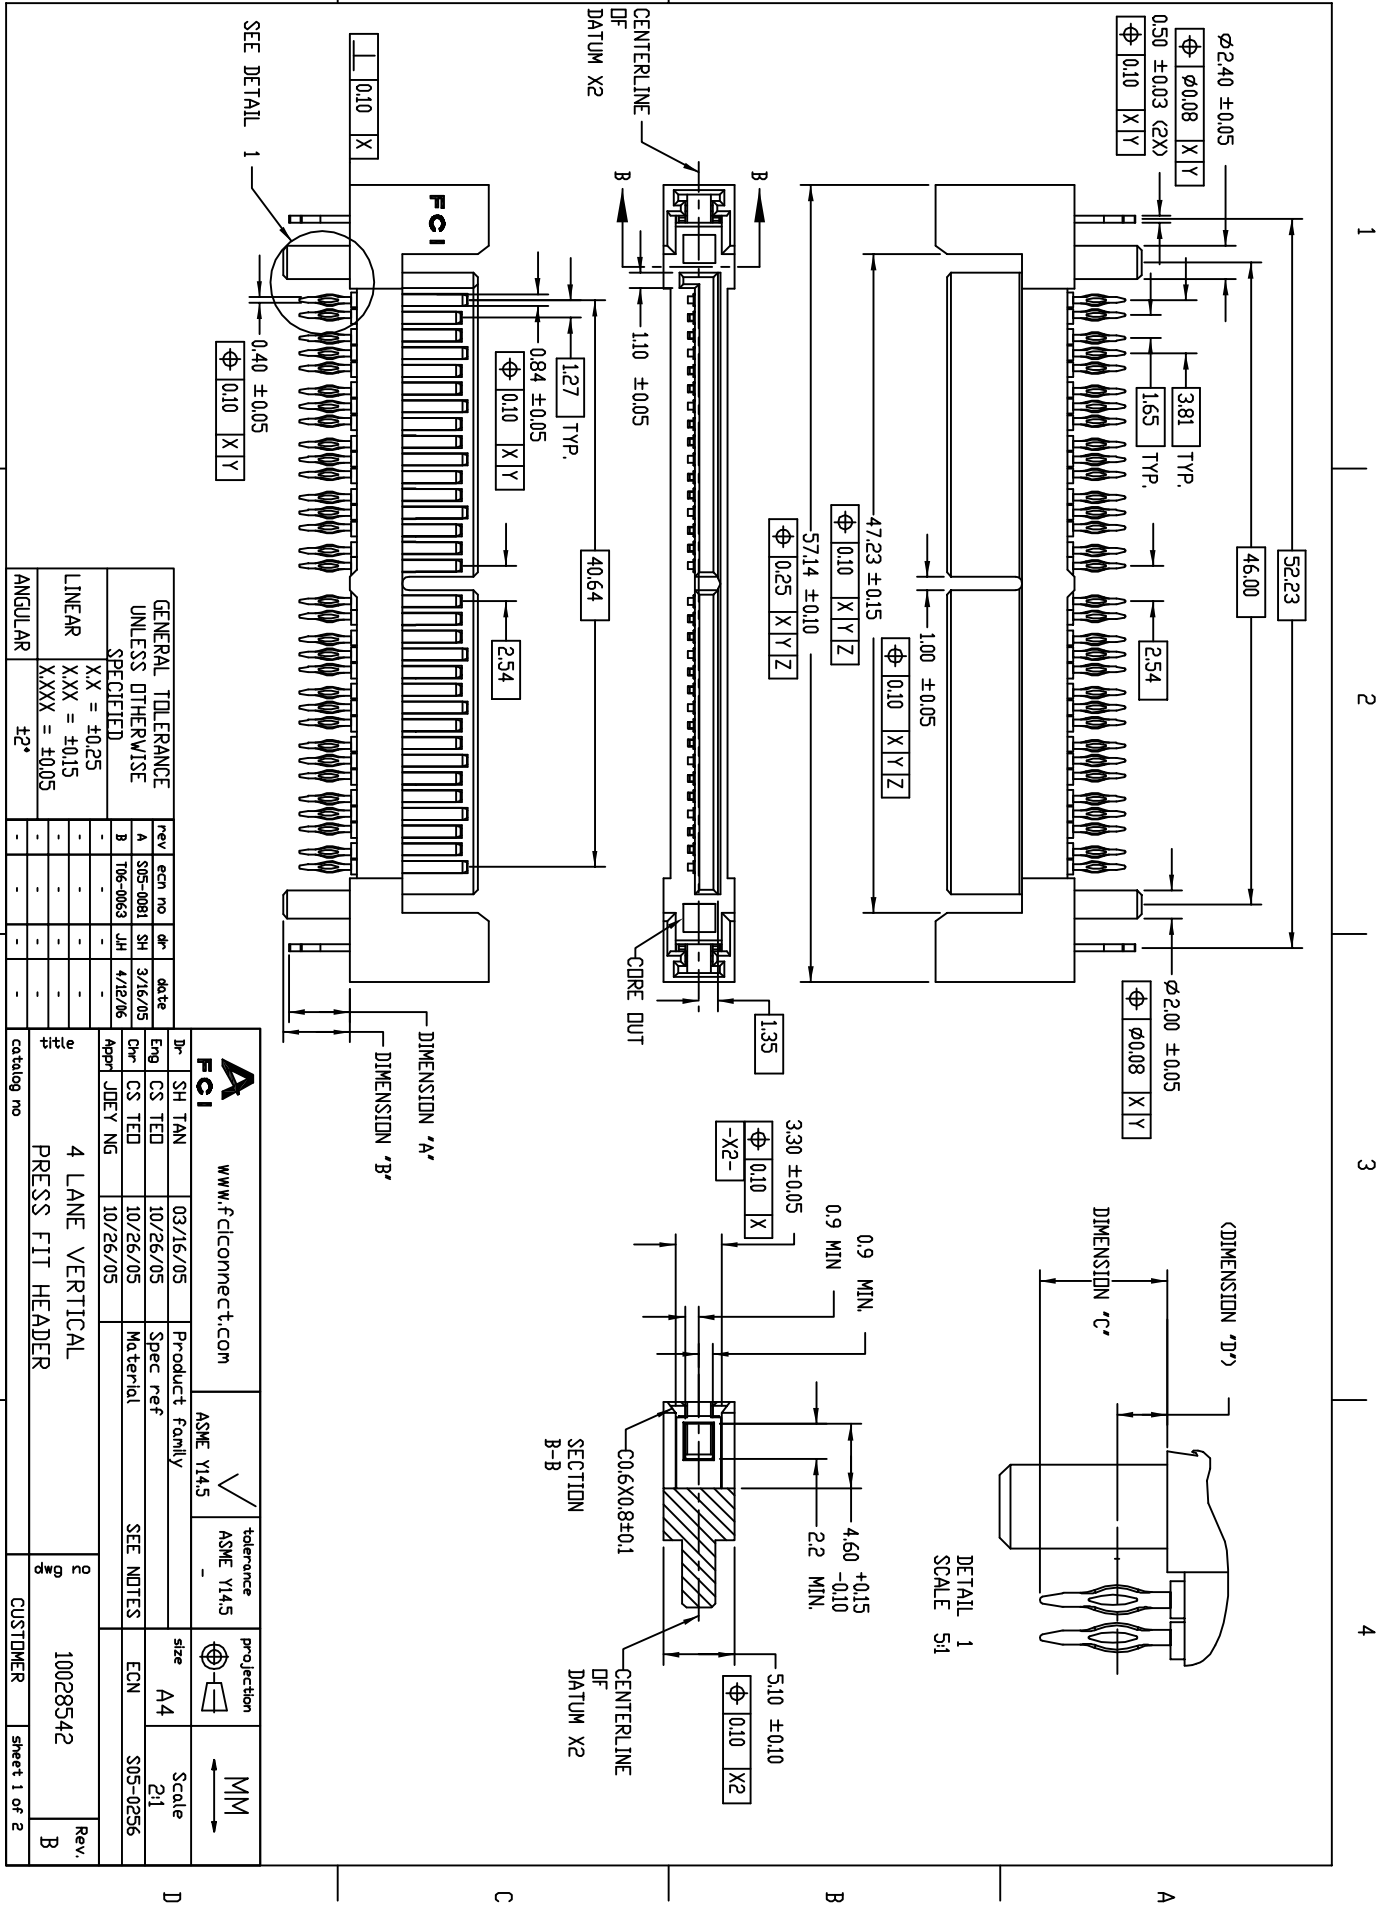 1
2
3
4
A
B
C
D
52.23
46.00
Ø2.40 ±0.05
⌖ Ø0.08 X Y
0.50 ±0.03 (2X)
⌖ 0.10 X Y
3.81 TYP.
1.65 TYP.
2.54
Ø2.00 ±0.05
⌖ Ø0.08 X Y
1.00 ±0.05
⌖ 0.10 X Y Z
47.23 ±0.15
⌖ 0.10 X Y Z
57.14 ±0.10
⌖ 0.25 X Y Z
(DIMENSION "D")
DIMENSION "C"
DETAIL 1
SCALE 5:1
CENTERLINE
OF
DATUM X2
B
B
1.10 ±0.05
1.35
CORE OUT
0.9 MIN.
0.9 MIN
3.30 ±0.05
⌖ 0.10 X
-X2-
4.60 +0.15 -0.10
2.2 MIN.
C0.6X0.8±0.1
SECTION
B-B
5.10 ±0.10
⌖ 0.10 X2
CENTERLINE
OF
DATUM X2
40.64
1.27 TYP.
0.84 ±0.05
⌖ 0.10 X Y
2.54
FCI
⊥ 0.10 X
SEE DETAIL 1
0.40 ±0.05
⌖ 0.10 X Y
DIMENSION "A"
DIMENSION "B"
GENERAL TOLERANCE
UNLESS OTHERWISE
SPECIFIED
LINEAR
X.X = ±0.25
X.XX = ±0.15
X.XXX = ±0.05
ANGULAR ±2°
rev ecn no dr date
A S05-0081 SH 3/16/05
B T06-0063 JH 4/12/06
- - - -
- - - -
- - - -
- - - -
FCI
www.fciconnect.com
ASME Y14.5
tolerance
ASME Y14.5
-
projection
MM
Dr SH TAN 03/16/05
Eng CS TEO 10/26/05
Chr CS TEO 10/26/05
Appr JOEY NG 10/26/05
Product family
Spec ref
Material SEE NOTES
size A4
Scale 2:1
ECN S05-0256
title
4 LANE VERTICAL
PRESS FIT HEADER
dwg no
10028542
Rev.
B
catalog no
CUSTOMER
sheet 1 of 2